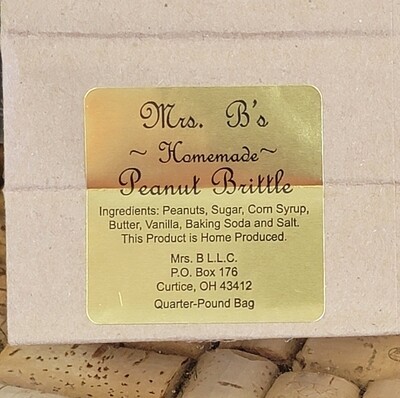 Mrs. B's
~ Homemade ~
Peanut Brittle
Ingredients: Peanuts, Sugar, Corn Syrup,
Butter, Vanilla, Baking Soda and Salt.
This Product is Home Produced.
Mrs. B L.L.C.
P.O. Box 176
Curtice, OH 43412
Quarter-Pound Bag